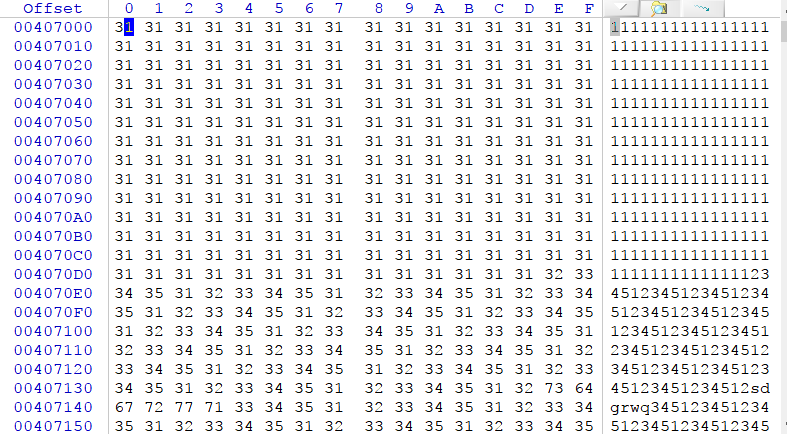 Offset 0 1 2 3 4 5 6 7 8 9 A B C D E F
00407000 31 31 31 31 31 31 31 31 31 31 31 31 31 31 31 31 1111111111111111
00407010 31 31 31 31 31 31 31 31 31 31 31 31 31 31 31 31 1111111111111111
00407020 31 31 31 31 31 31 31 31 31 31 31 31 31 31 31 31 1111111111111111
00407030 31 31 31 31 31 31 31 31 31 31 31 31 31 31 31 31 1111111111111111
00407040 31 31 31 31 31 31 31 31 31 31 31 31 31 31 31 31 1111111111111111
00407050 31 31 31 31 31 31 31 31 31 31 31 31 31 31 31 31 1111111111111111
00407060 31 31 31 31 31 31 31 31 31 31 31 31 31 31 31 31 1111111111111111
00407070 31 31 31 31 31 31 31 31 31 31 31 31 31 31 31 31 1111111111111111
00407080 31 31 31 31 31 31 31 31 31 31 31 31 31 31 31 31 1111111111111111
00407090 31 31 31 31 31 31 31 31 31 31 31 31 31 31 31 31 1111111111111111
004070A0 31 31 31 31 31 31 31 31 31 31 31 31 31 31 31 31 1111111111111111
004070B0 31 31 31 31 31 31 31 31 31 31 31 31 31 31 31 31 1111111111111111
004070C0 31 31 31 31 31 31 31 31 31 31 31 31 31 31 31 31 1111111111111111
004070D0 31 31 31 31 31 31 31 31 31 31 31 31 31 31 32 33 1111111111111123
004070E0 34 35 31 32 33 34 35 31 32 33 34 35 31 32 33 34 4512345123451234
004070F0 35 31 32 33 34 35 31 32 33 34 35 31 32 33 34 35 5123451234512345
00407100 31 32 33 34 35 31 32 33 34 35 31 32 33 34 35 31 1234512345123451
00407110 32 33 34 35 31 32 33 34 35 31 32 33 34 35 31 32 2345123451234512
00407120 33 34 35 31 32 33 34 35 31 32 33 34 35 31 32 33 3451234512345123
00407130 34 35 31 32 33 34 35 31 32 33 34 35 31 32 73 64 45123451234512sd
00407140 67 72 77 71 33 34 35 31 32 33 34 35 31 32 33 34 grwq345123451234
00407150 35 31 32 33 34 35 31 32 33 34 35 31 32 33 34 35 5123451234512345